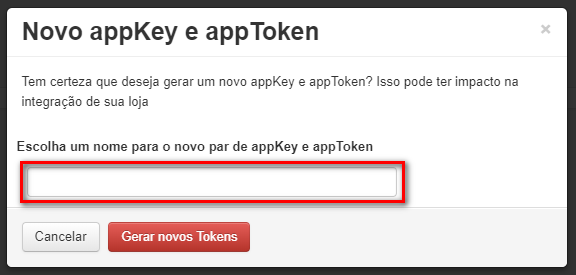 Novo appKey e appToken
×
Tem certeza que deseja gerar um novo appKey e appToken? Isso pode ter impacto na
integração de sua loja
Escolha um nome para o novo par de appKey e appToken
Cancelar
Gerar novos Tokens